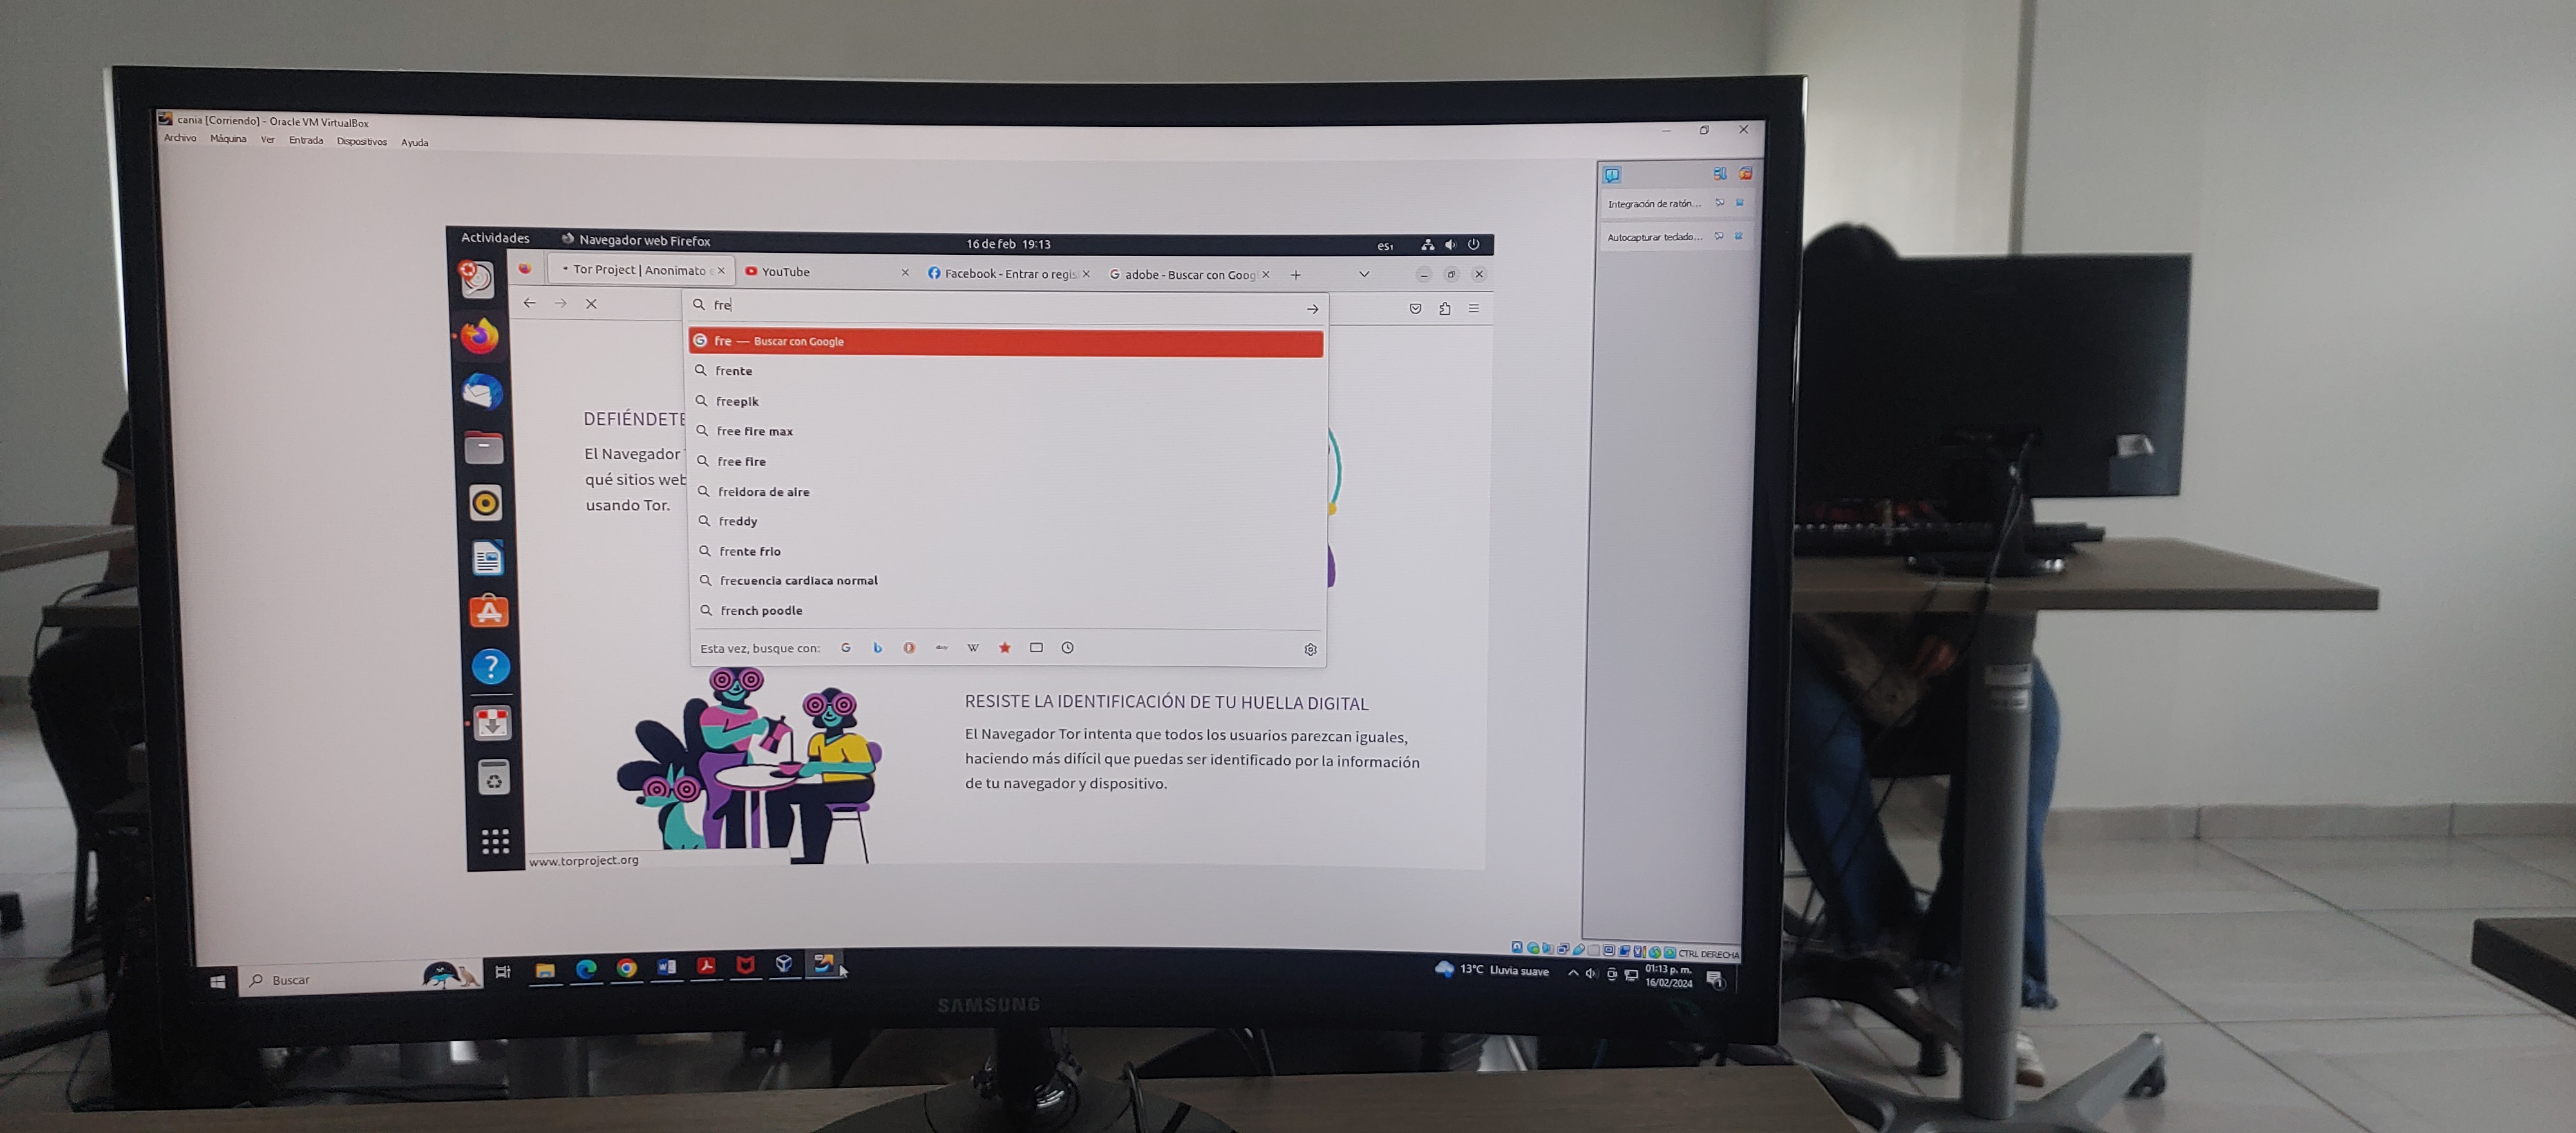 cania [Corriendo] - Oracle VM VirtualBox
Archivo Máquina Ver Entrada Dispositivos Ayuda
Integración de ratón...
Autocapturar teclado...
Actividades Navegador web Firefox 16 de feb 19:13 es₁
Tor Project | Anonimato e YouTube Facebook - Entrar o regis adobe - Buscar con Goog
fre
fre — Buscar con Google
frente
freepik
free fire max
free fire
freidora de aire
freddy
frente frio
frecuencia cardiaca normal
french poodle
Esta vez, busque con:
DEFIÉNDETE
El Navegador
qué sitios web
usando Tor.
RESISTE LA IDENTIFICACIÓN DE TU HUELLA DIGITAL
El Navegador Tor intenta que todos los usuarios parezcan iguales,
haciendo más difícil que puedas ser identificado por la información
de tu navegador y dispositivo.
www.torproject.org
CTRL DERECHA
Buscar
13°C Lluvia suave
01:13 p. m.
16/02/2024
SAMSUNG